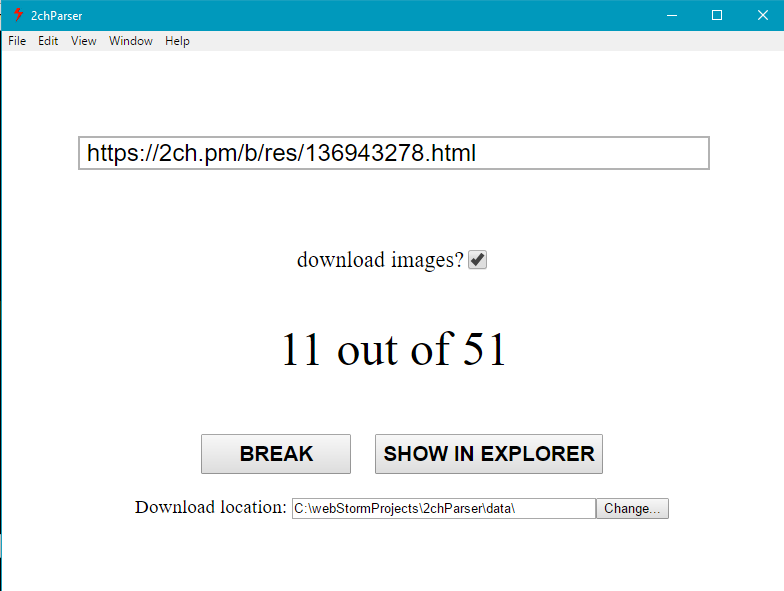 2chParser
File Edit View Window Help
https://2ch.pm/b/res/136943278.html
download images?
11 out of 51
BREAK SHOW IN EXPLORER
Download location: C:\webStormProjects\2chParser\data\ Change...